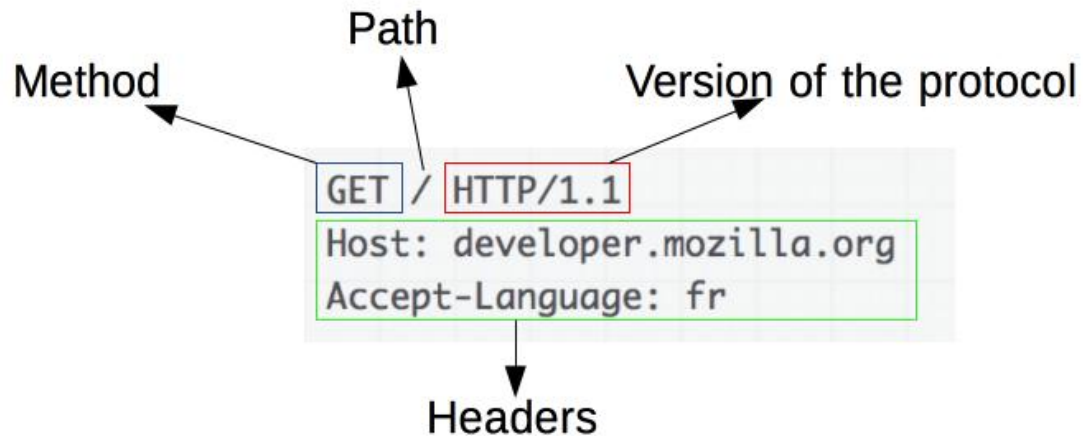 Path
Method
Version of the protocol
GET / HTTP/1.1
Host: developer.mozilla.org
Accept-Language: fr
Headers